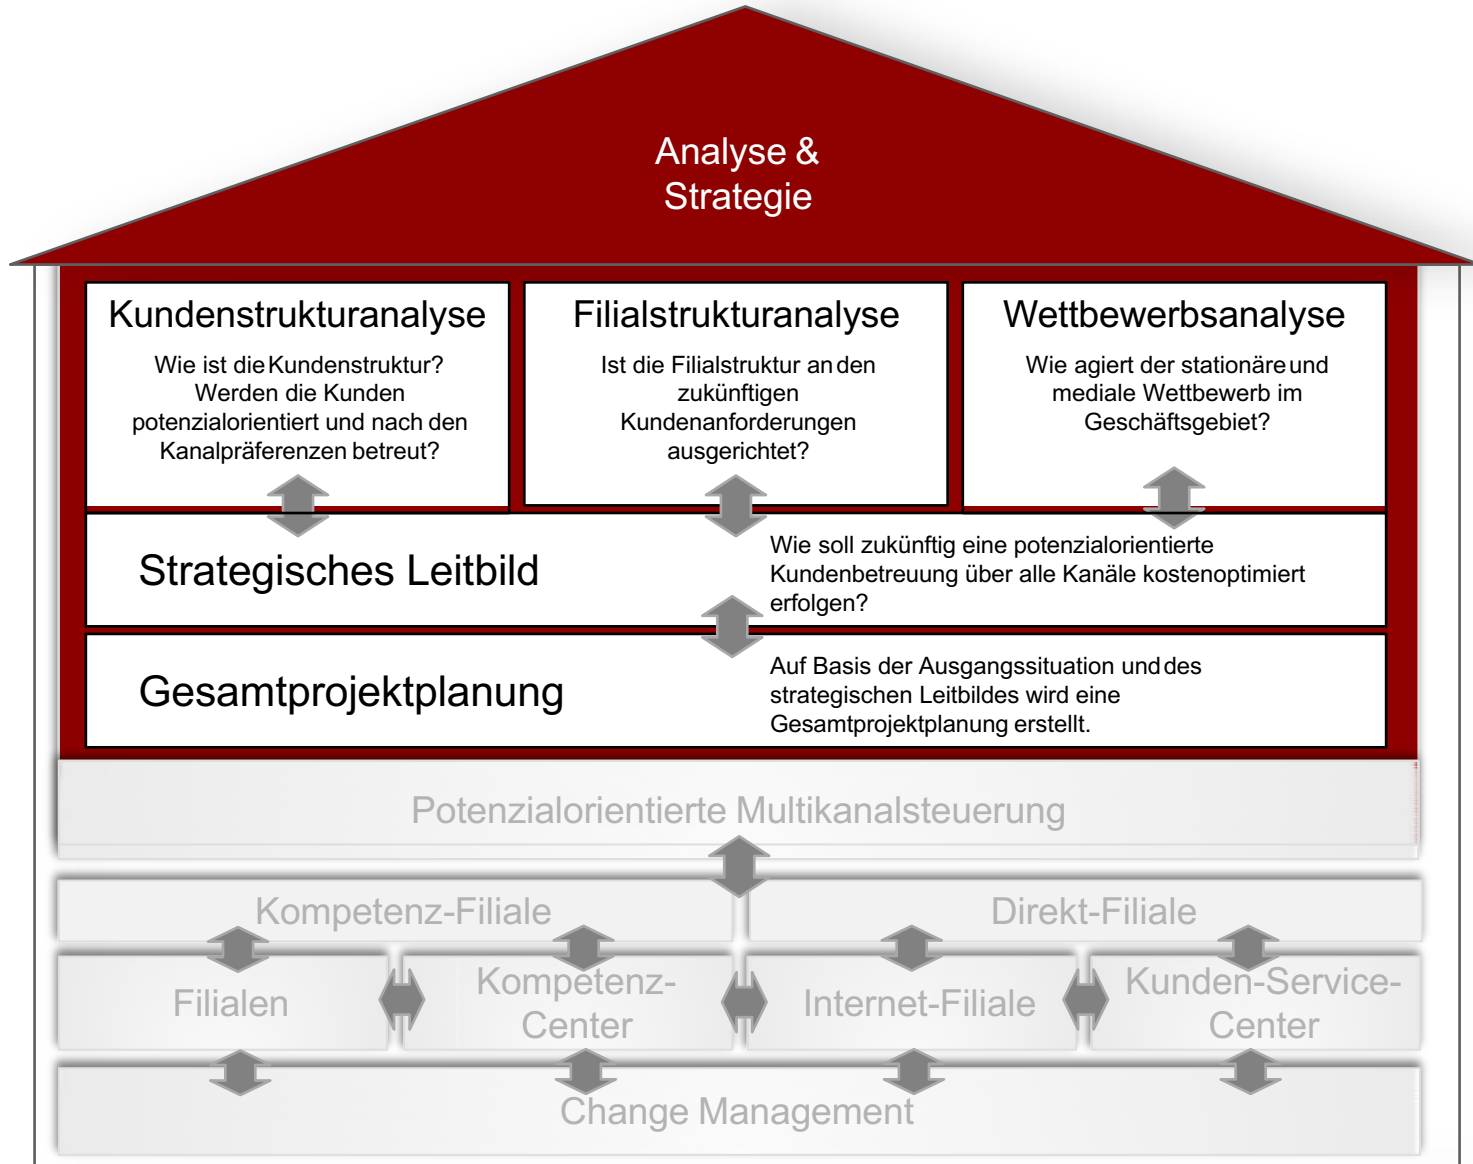 Analyse &
Strategie
Kundenstrukturanalyse
Wie ist die Kundenstruktur?
Werden die Kunden
potenzialorientiert und nach den
Kanalpräferenzen betreut?
Filialstrukturanalyse
Ist die Filialstruktur an den
zukünftigen
Kundenanforderungen
ausgerichtet?
Wettbewerbsanalyse
Wie agiert der stationäre und
mediale Wettbewerb im
Geschäftsgebiet?
Strategisches Leitbild
Wie soll zukünftig eine potenzialorientierte
Kundenbetreuung über alle Kanäle kostenoptimiert
erfolgen?
Gesamtprojektplanung
Auf Basis der Ausgangssituation und des
strategischen Leitbildes wird eine
Gesamtprojektplanung erstellt.
Potenzialorientierte Multikanalsteuerung
Kompetenz-Filiale
Direkt-Filiale
Filialen
Kompetenz-
Center
Internet-Filiale
Kunden-Service-
Center
Change Management